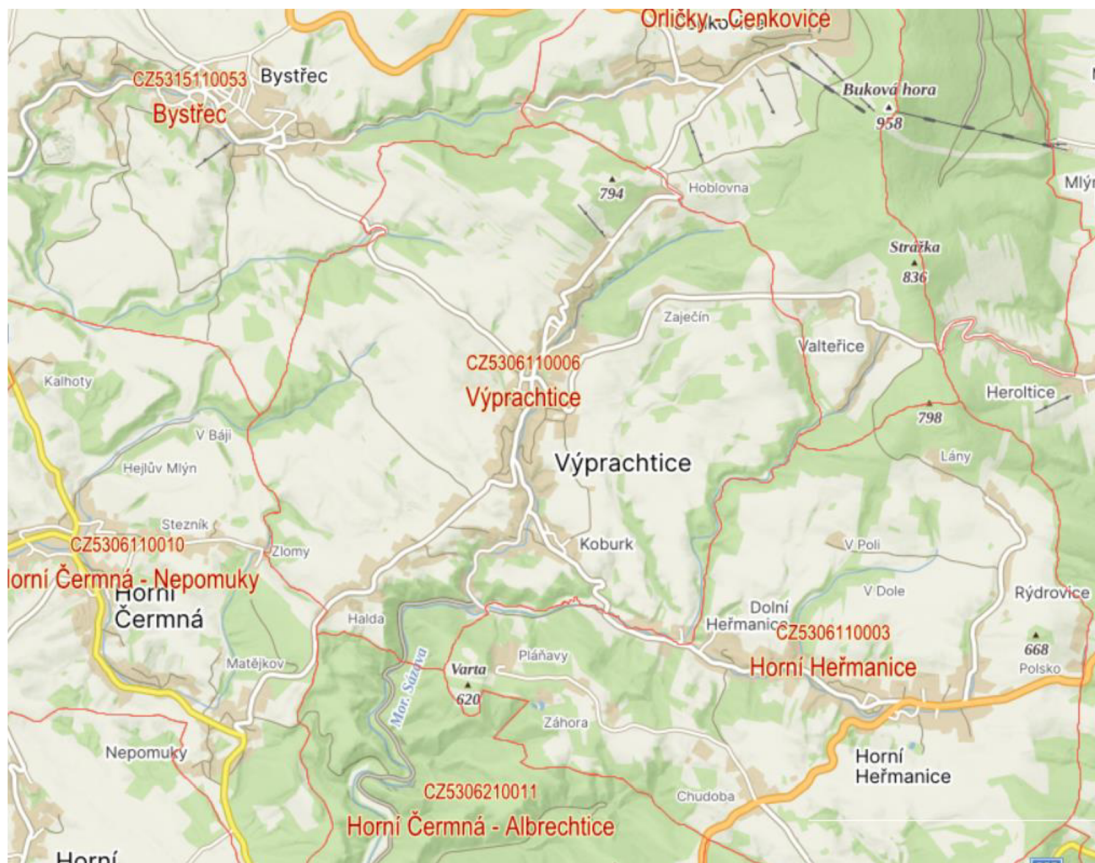 Orličky - Čenkovice
CZ5315110053
Bystřec
Bystřec
Buková hora
958
794
Hoblovna
Strážka
836
Zaječín
Valteřice
CZ5306110006
Výprachtice
Kalhoty
Heroltice
798
V Báji
Lány
Hejlův Mlýn
Výprachtice
Stezník
CZ5306110010
Zlomy
Koburk
V Poli
Horní Čermná - Nepomuky
Horní
Čermná
V Dole
Rýdrovice
Halda
Dolní
Heřmanice
CZ5306110003
668
Matějkov
Varta
Pláňavy
Horní Heřmanice
Polsko
620
Mor. Sázava
Záhora
Nepomuky
Horní
Heřmanice
CZ5306210011
Chudoba
Horní Čermná - Albrechtice
Horní